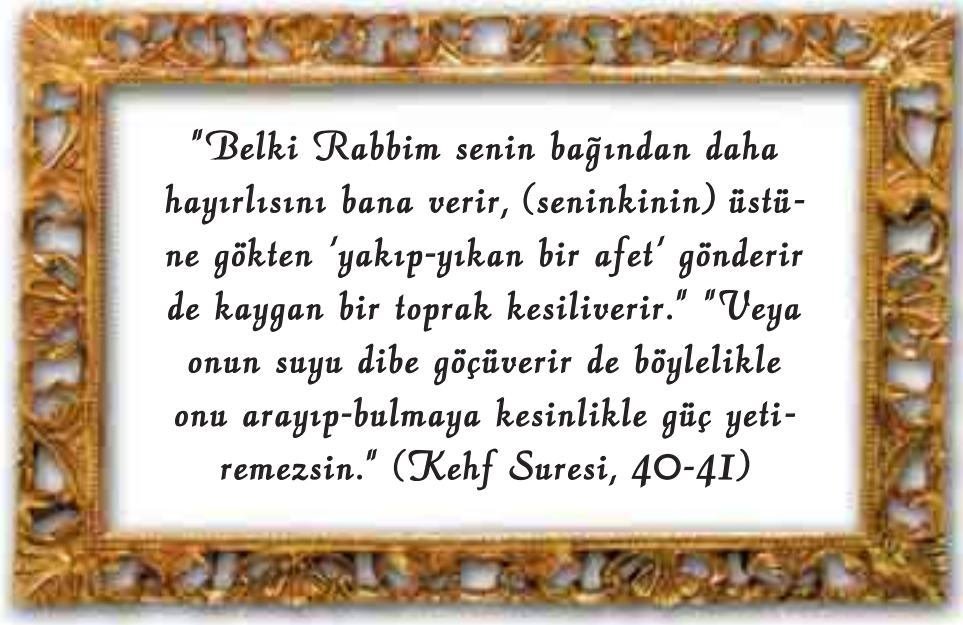 "Belki Rabbim senin bağından daha
hayırlısını bana verir, (seninkinin) üstü-
ne gökten 'yakıp-yıkan bir afet' gönderir
de kaygan bir toprak kesiliverir." "Veya
onun suyu dibe göçüverir de böylelikle
onu arayıp-bulmaya kesinlikle güç yeti-
remezsin." (Kehf Suresi, 40-41)